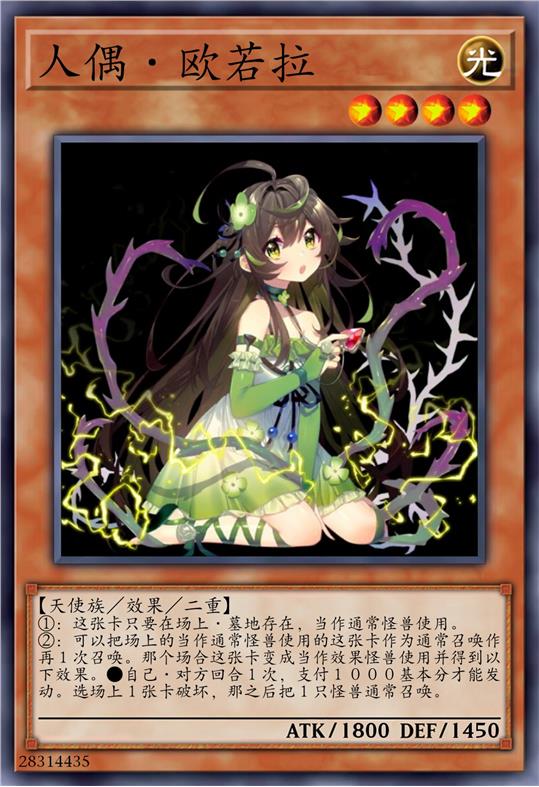 人偶・欧若拉
光
【天使族／效果／二重】
①：这张卡只要在场上・墓地存在，当作通常怪兽使用。
②：可以把场上的当作通常怪兽使用的这张卡作为通常召唤作
再１次召唤。那个场合这张卡变成当作效果怪兽使用并得到以
下效果。●自己・对方回合１次，支付１０００基本分才能发
动。选场上１张卡破坏，那之后把１只怪兽通常召唤。
ATK/1800 DEF/1450
28314435